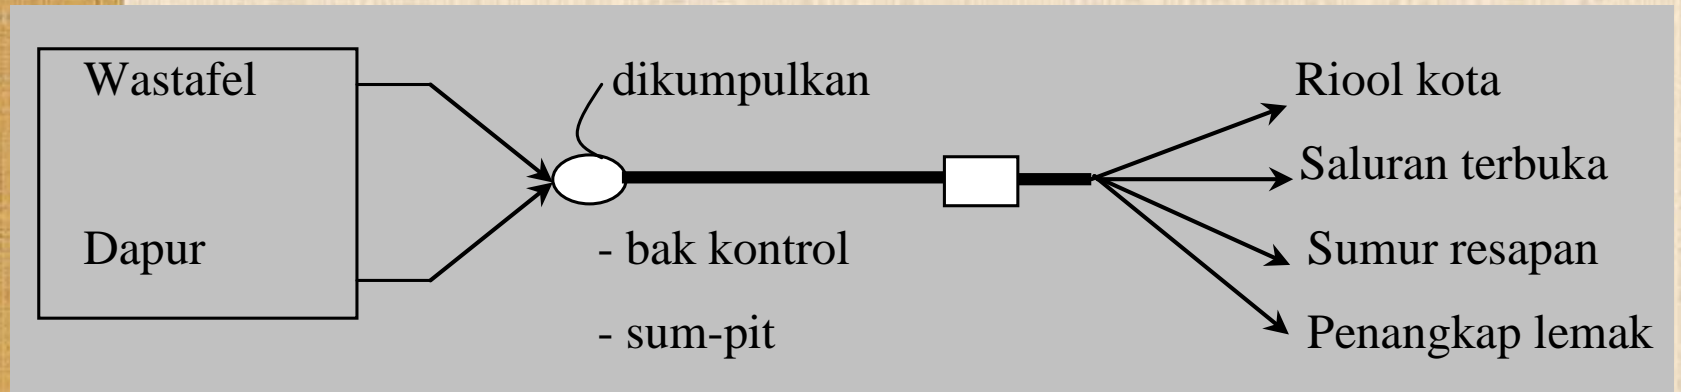 Wastafel
dikumpulkan
Riool kota
Saluran terbuka
Dapur
- bak kontrol
Sumur resapan
- sum-pit
Penangkap lemak